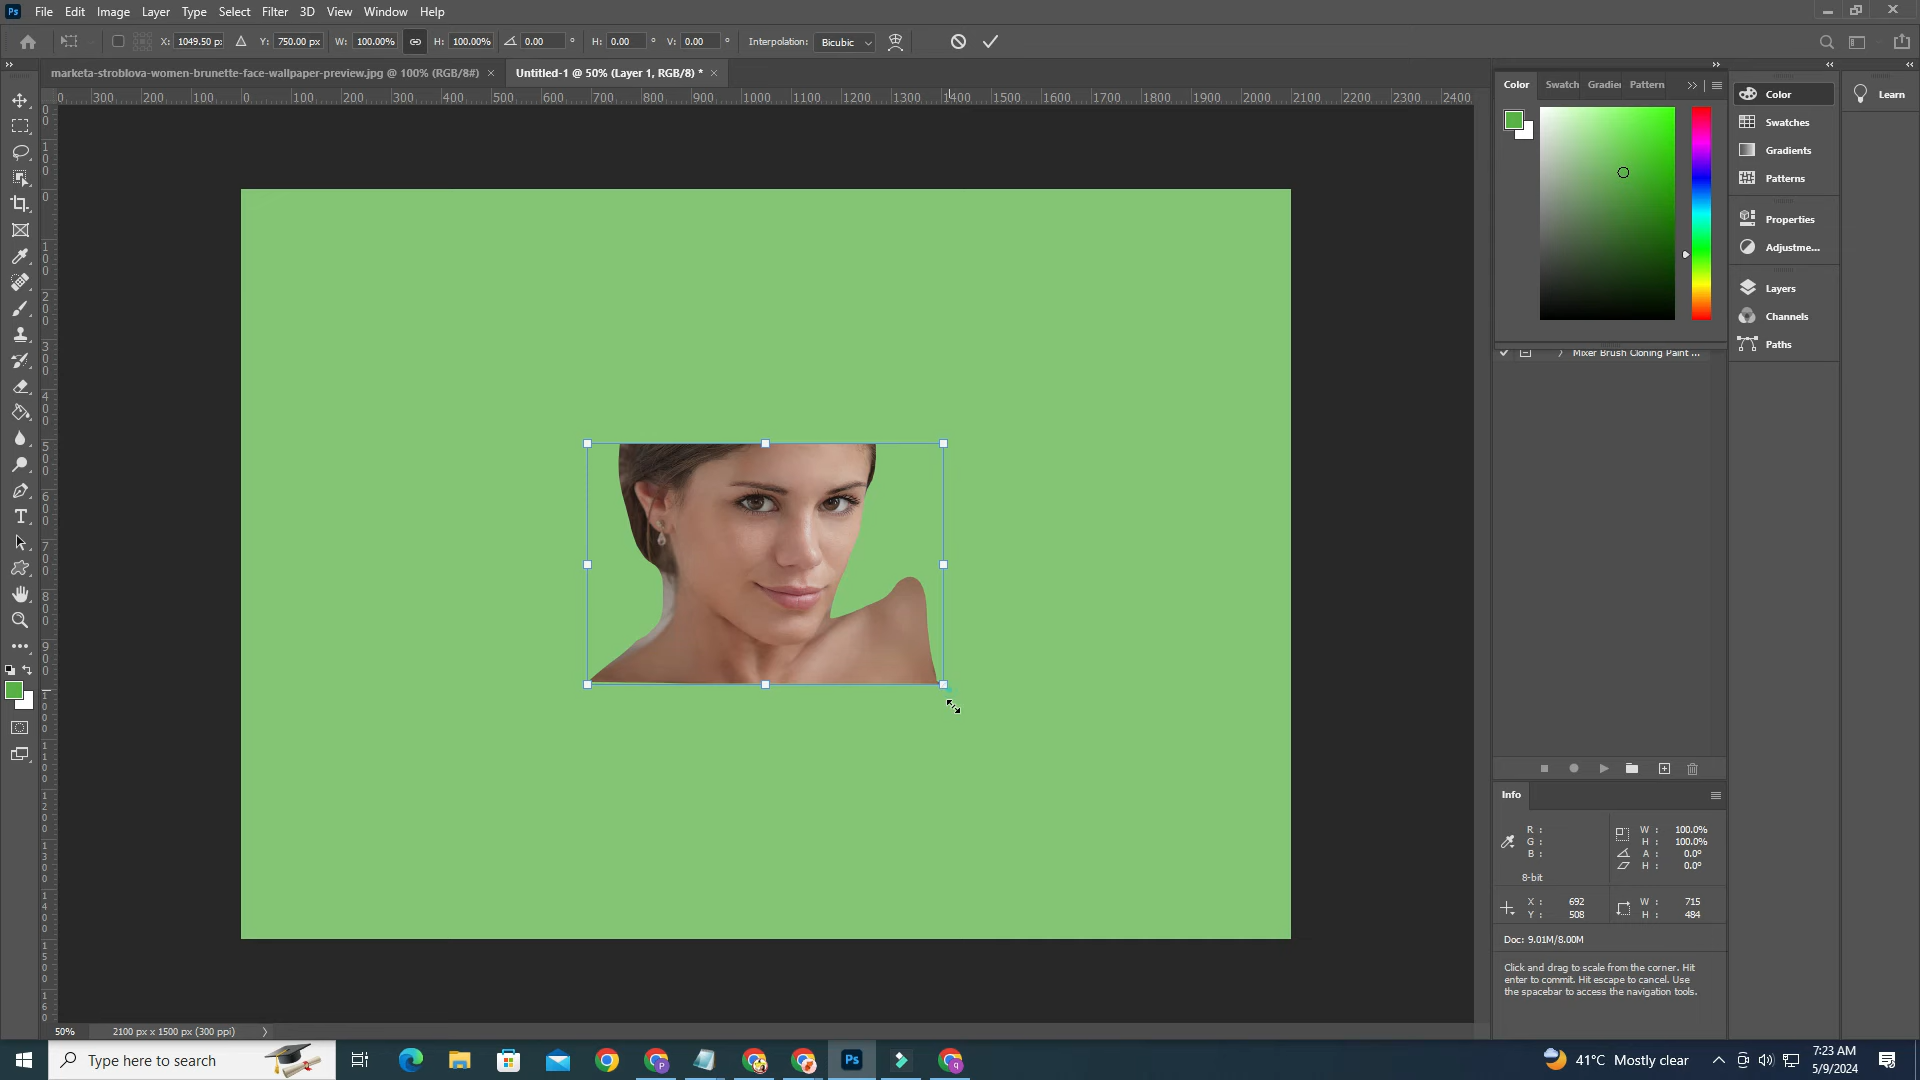 Ps File Edit Image Layer Type Select Filter 3D View Window Help
X: 1049.50 p Y: 750.00 px W: 100.00% H: 100.00% 0.00 ° H: 0.00 ° V: 0.00 ° Interpolation: Bicubic
marketa-stroblova-women-brunette-face-wallpaper-preview.jpg @ 100% (RGB/8#) × Untitled-1 @ 50% (Layer 1, RGB/8) * ×
0 300 200 100 0 100 200 300 400 500 600 700 800 900 1000 1100 1200 1300 1400 1500 1600 1700 1800 1900 2000 2100 2200 2300 2400
Color Swatch Gradier Pattern
Color
Swatches
Gradients
Patterns
Properties
Adjustme...
Layers
Channels
Paths
Learn
Mixer Brush Cloning Paint ...
Info
R :
G :
B :
8-bit
W : 100.0%
H : 100.0%
A : 0.0°
H : 0.0°
X : 692
Y : 508
W : 715
H : 484
Doc: 9.01M/8.00M
Click and drag to scale from the corner. Hit
enter to commit. Hit escape to cancel. Use
the spacebar to access the navigation tools.
50% 2100 px x 1500 px (300 ppi)
Type here to search
41°C Mostly clear
7:23 AM
5/9/2024